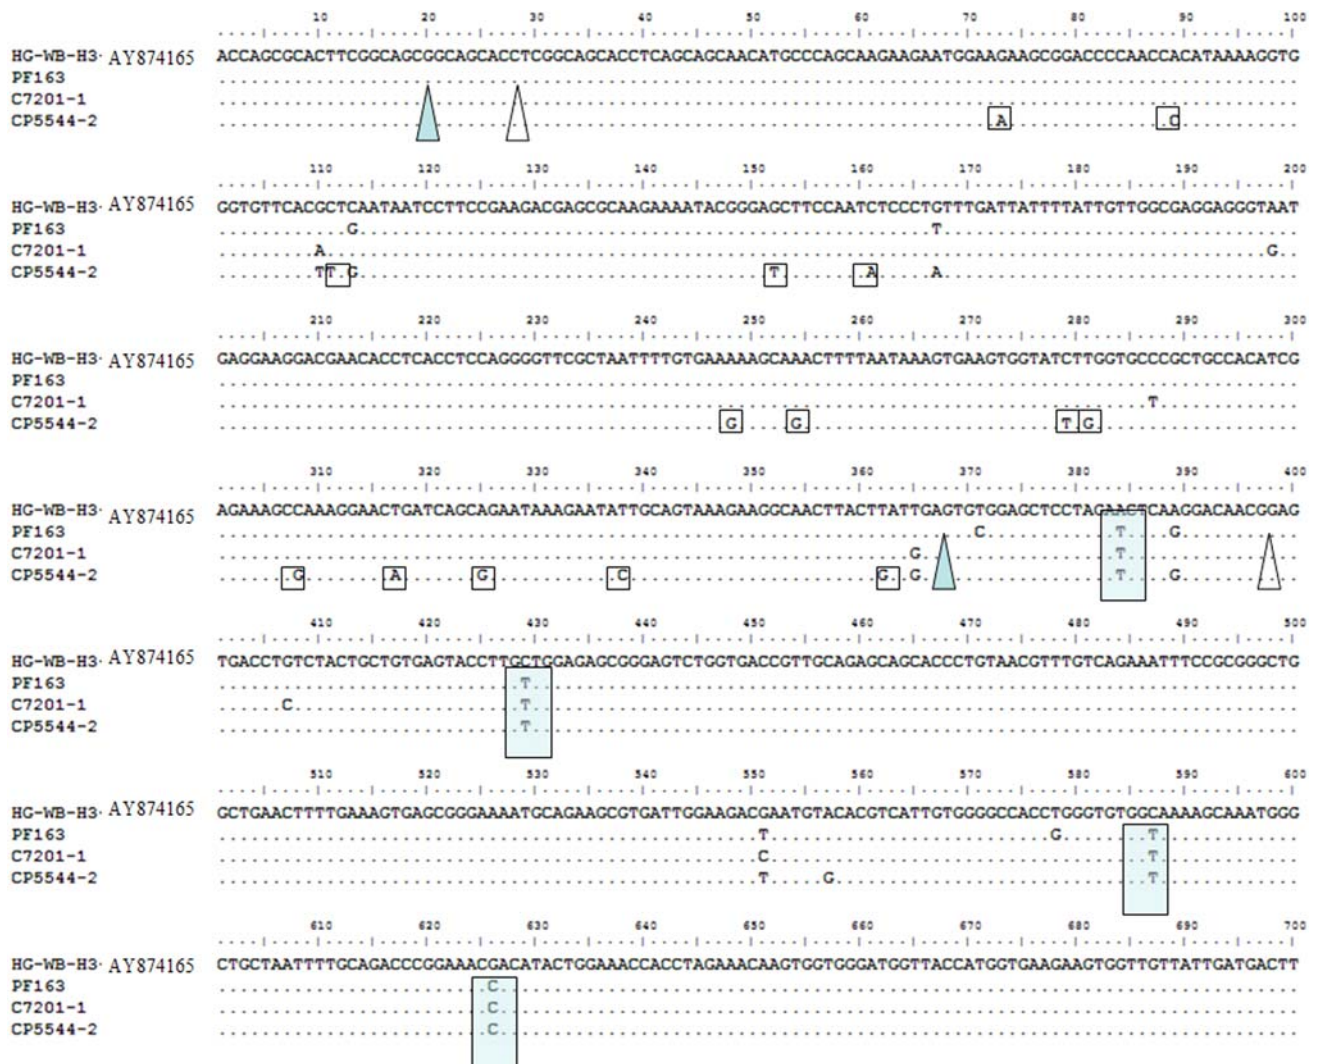 10 20 30 40 50 60 70 80 90 100
....|....|....|....|....|....|....|....|....|....|....|....|....|....|....|....|....|....|....|....|
HG-WB-H3· AY874165 ACCAGCGCACTTCGGCAGCGGCAGCACCTCGGCAGCACCTCAGCAGCAACATGCCCAGCAAGAAGAATGGAAGAAGCGGACCCCAACCACATAAAAGGTG
PF163 ....................................................................................................
C7201-1 ....................................................................................................
CP5544-2 ........................................................................A...............C...........
110 120 130 140 150 160 170 180 190 200
....|....|....|....|....|....|....|....|....|....|....|....|....|....|....|....|....|....|....|....|
HG-WB-H3· AY874165 GGTGTTCACGCTCAATAATCCTTCCGAAGACGAGCGCAAGAAAATACGGGAGCTTCCAATCTCCCTGTTTGATTATTTTATTGTTGGCGAGGAGGGTAAT
PF163 ............G.....................................................T.................................
C7201-1 .........A.......................................................................................G..
CP5544-2 .........TT.G......................................T........A.....A.................................
210 220 230 240 250 260 270 280 290 300
....|....|....|....|....|....|....|....|....|....|....|....|....|....|....|....|....|....|....|....|
HG-WB-H3· AY874165 GAGGAAGGACGAACACCTCACCTCCAGGGGTTCGCTAATTTTGTGAAAAAGCAAACTTTTAATAAAGTGAAGTGGTATCTTGGTGCCCGCTGCCACATCG
PF163 ....................................................................................................
C7201-1 ......................................................................................T.............
CP5544-2 ...............................................G.....G........................T.G...................
310 320 330 340 350 360 370 380 390 400
....|....|....|....|....|....|....|....|....|....|....|....|....|....|....|....|....|....|....|....|
HG-WB-H3· AY874165 AGAAAGCCAAAGGAACTGATCAGCAGAATAAAGAATATTGCAGTAAAGAAGGCAACTTACTTATTGAGTGTGGAGCTCCTAGAACTCAAGGACAACGGAG
PF163 ......................................................................C............T....G...........
C7201-1 ................................................................G..................T................
CP5544-2 .......G........A.......G............C.......................G..G..................T....G...........
410 420 430 440 450 460 470 480 490 500
....|....|....|....|....|....|....|....|....|....|....|....|....|....|....|....|....|....|....|....|
HG-WB-H3· AY874165 TGACCTGTCTACTGCTGTGAGTACCTTGCTGGAGAGCGGGAGTCTGGTGACCGTTGCAGAGCAGCACCCTGTAACGTTTGTCAGAAATTTCCGCGGGCTG
PF163 ............................T.......................................................................
C7201-1 ......C.....................T.......................................................................
CP5544-2 ............................T.......................................................................
510 520 530 540 550 560 570 580 590 600
....|....|....|....|....|....|....|....|....|....|....|....|....|....|....|....|....|....|....|....|
HG-WB-H3· AY874165 GCTGAACTTTTGAAAGTGAGCGGGAAAATGCAGAAGCGTGATTGGAAGACGAATGTACACGTCATTGTGGGGCCACCTGGGTGTGGCAAAAGCAAATGGG
PF163 ..................................................T..........................G........T.............
C7201-1 ..................................................C...................................T.............
CP5544-2 ..................................................T.....G.............................T.............
610 620 630 640 650 660 670 680 690 700
....|....|....|....|....|....|....|....|....|....|....|....|....|....|....|....|....|....|....|....|
HG-WB-H3· AY874165 CTGCTAATTTTGCAGACCCGGAAACGACATACTGGAAACCACCTAGAAACAAGTGGTGGGATGGTTACCATGGTGAAGAAGTGGTTGTTATTGATGACTT
PF163 .........................C..........................................................................
C7201-1 .........................C..........................................................................
CP5544-2 .........................C..........................................................................